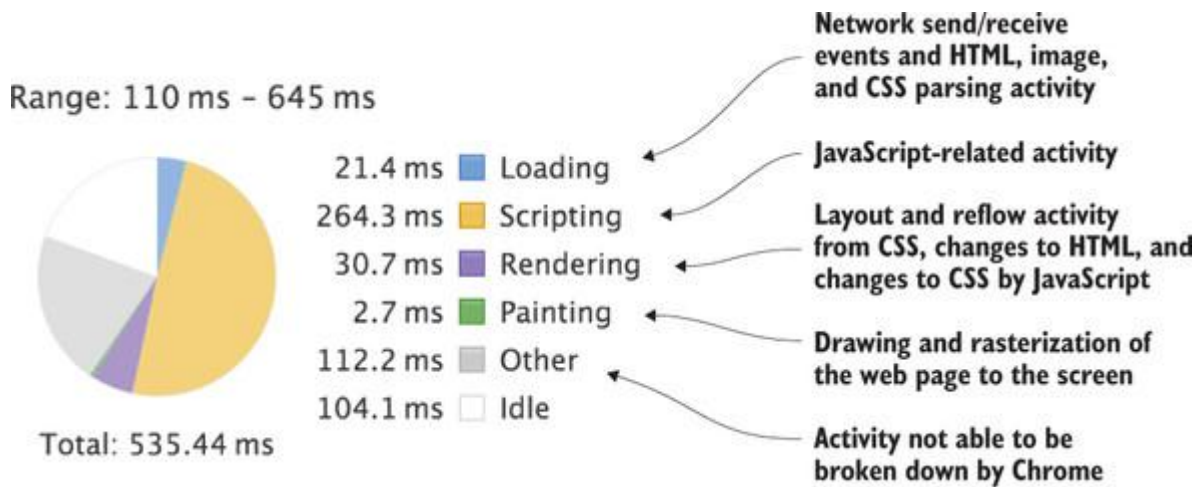 Range: 110 ms – 645 ms
21.4 ms Loading
264.3 ms Scripting
30.7 ms Rendering
2.7 ms Painting
112.2 ms Other
104.1 ms Idle
Total: 535.44 ms
Network send/receive
events and HTML, image,
and CSS parsing activity
JavaScript-related activity
Layout and reflow activity
from CSS, changes to HTML, and
changes to CSS by JavaScript
Drawing and rasterization of
the web page to the screen
Activity not able to be
broken down by Chrome